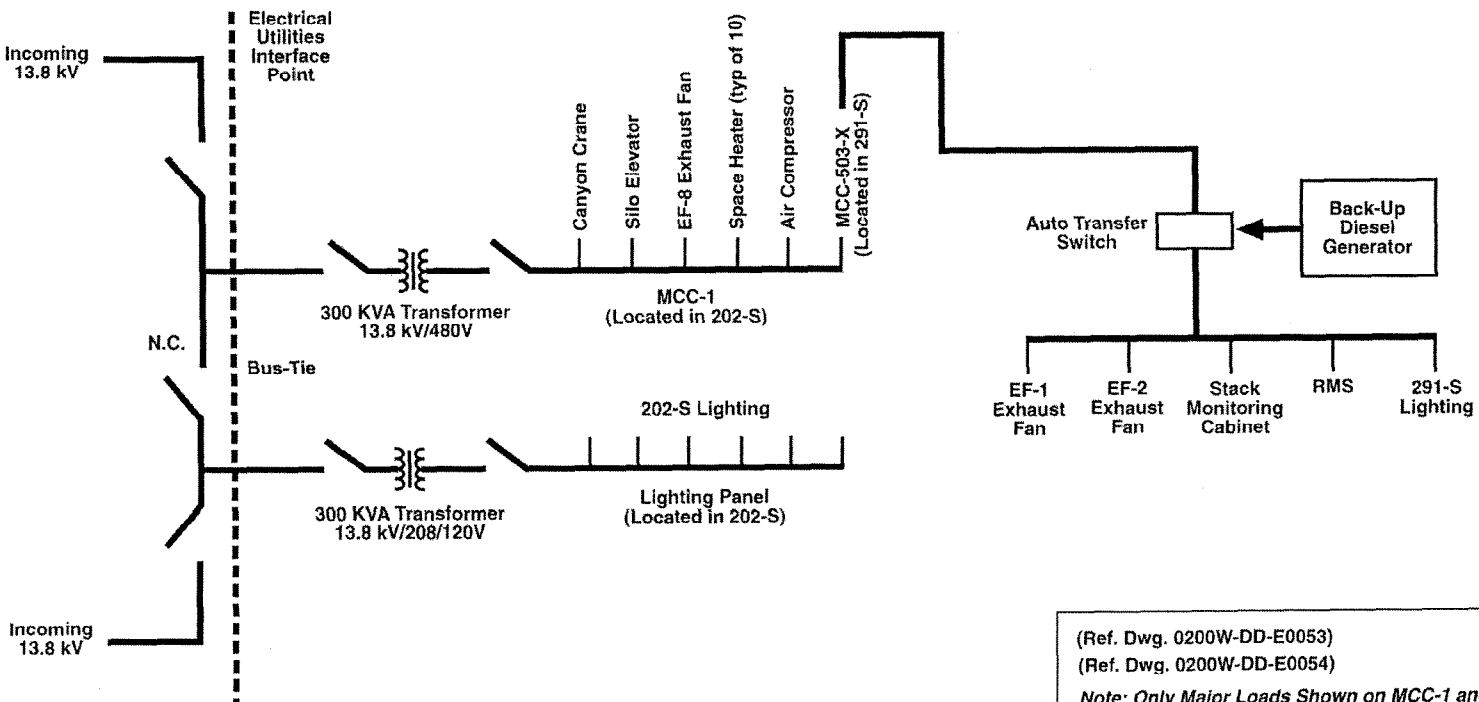 Incoming
13.8 kV
Electrical
Utilities
Interface
Point
Canyon Crane
Silo Elevator
EF-8 Exhaust Fan
Space Heater (typ of 10)
Air Compressor
MCC-503-X
(Located in 291-S)
Auto Transfer
Switch
Back-Up
Diesel
Generator
300 KVA Transformer
13.8 kV/480V
MCC-1
(Located in 202-S)
N.C.
Bus-Tie
EF-1
Exhaust
Fan
EF-2
Exhaust
Fan
Stack
Monitoring
Cabinet
RMS
291-S
Lighting
202-S Lighting
300 KVA Transformer
13.8 kV/208/120V
Lighting Panel
(Located in 202-S)
Incoming
13.8 kV
(Ref. Dwg. 0200W-DD-E0053)
(Ref. Dwg. 0200W-DD-E0054)
Note: Only Major Loads Shown on MCC-1 an